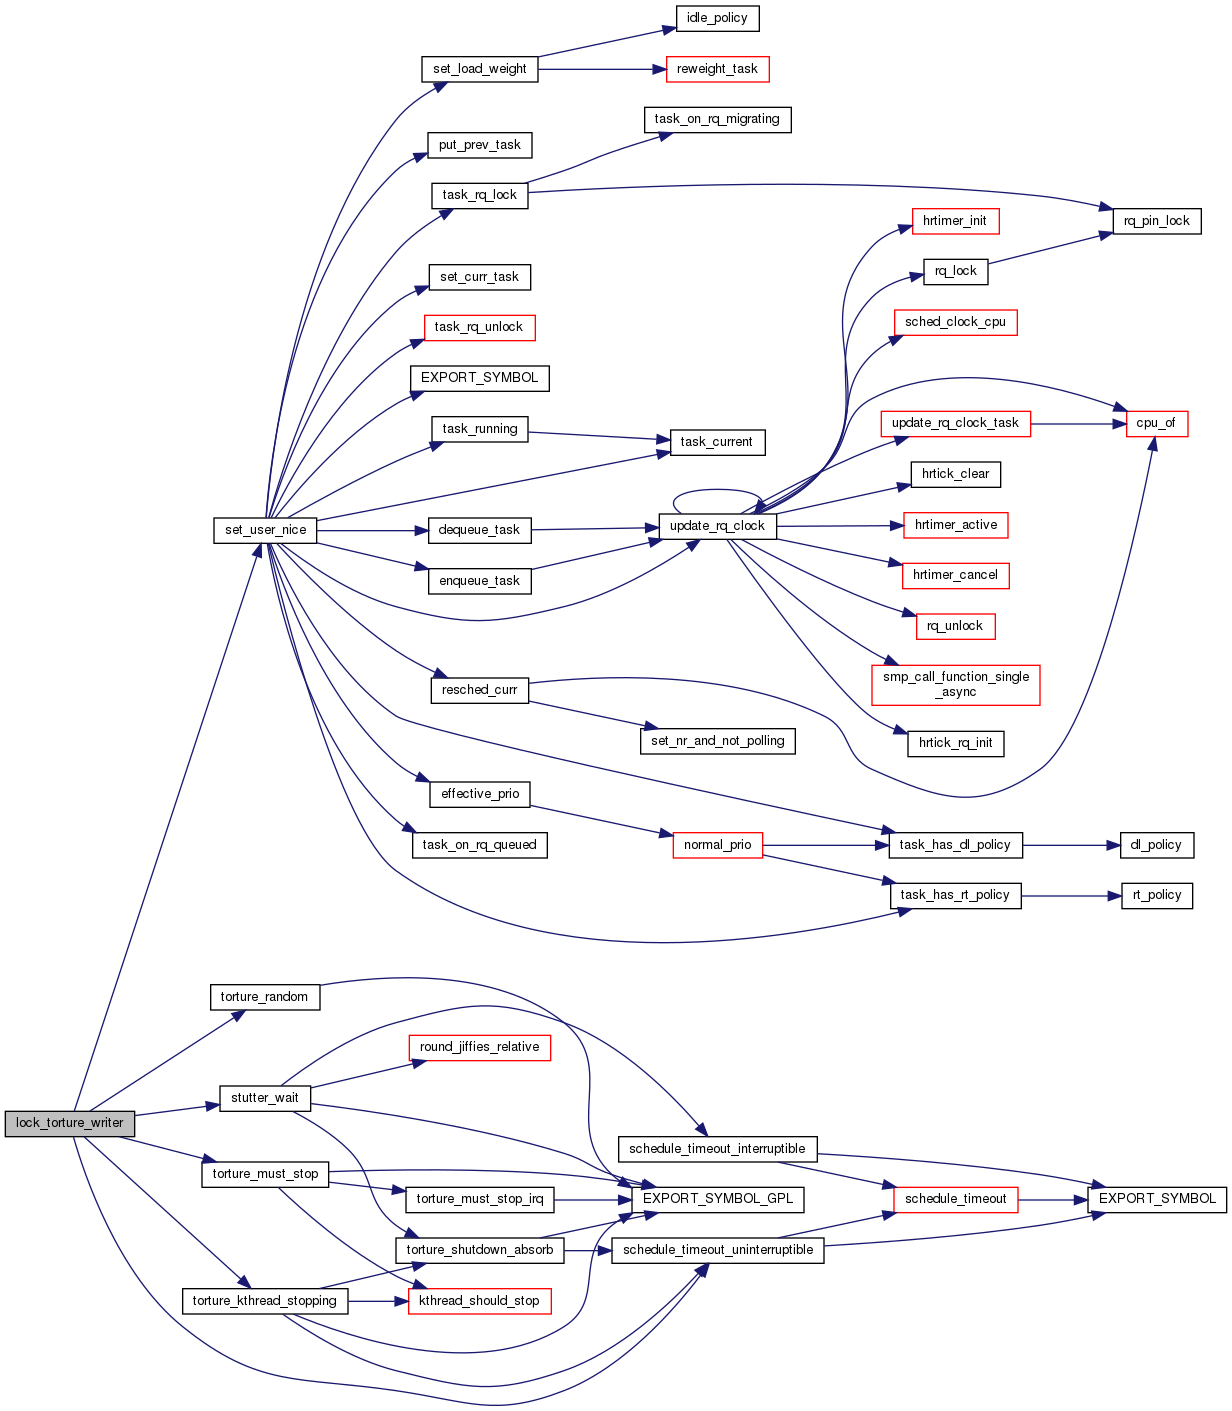 idle_policy
set_load_weight
reweight_task
task_on_rq_migrating
put_prev_task
task_rq_lock
hrtimer_init
rq_pin_lock
set_curr_task
rq_lock
task_rq_unlock
sched_clock_cpu
EXPORT_SYMBOL
task_running
update_rq_clock_task
cpu_of
task_current
hrtick_clear
set_user_nice
dequeue_task
update_rq_clock
hrtimer_active
enqueue_task
hrtimer_cancel
rq_unlock
resched_curr
smp_call_function_single
_async
set_nr_and_not_polling
hrtick_rq_init
effective_prio
task_on_rq_queued
normal_prio
task_has_dl_policy
dl_policy
task_has_rt_policy
rt_policy
torture_random
round_jiffies_relative
stutter_wait
lock_torture_writer
schedule_timeout_interruptible
torture_must_stop
torture_must_stop_irq
EXPORT_SYMBOL_GPL
schedule_timeout
EXPORT_SYMBOL
torture_shutdown_absorb
schedule_timeout_uninterruptible
torture_kthread_stopping
kthread_should_stop